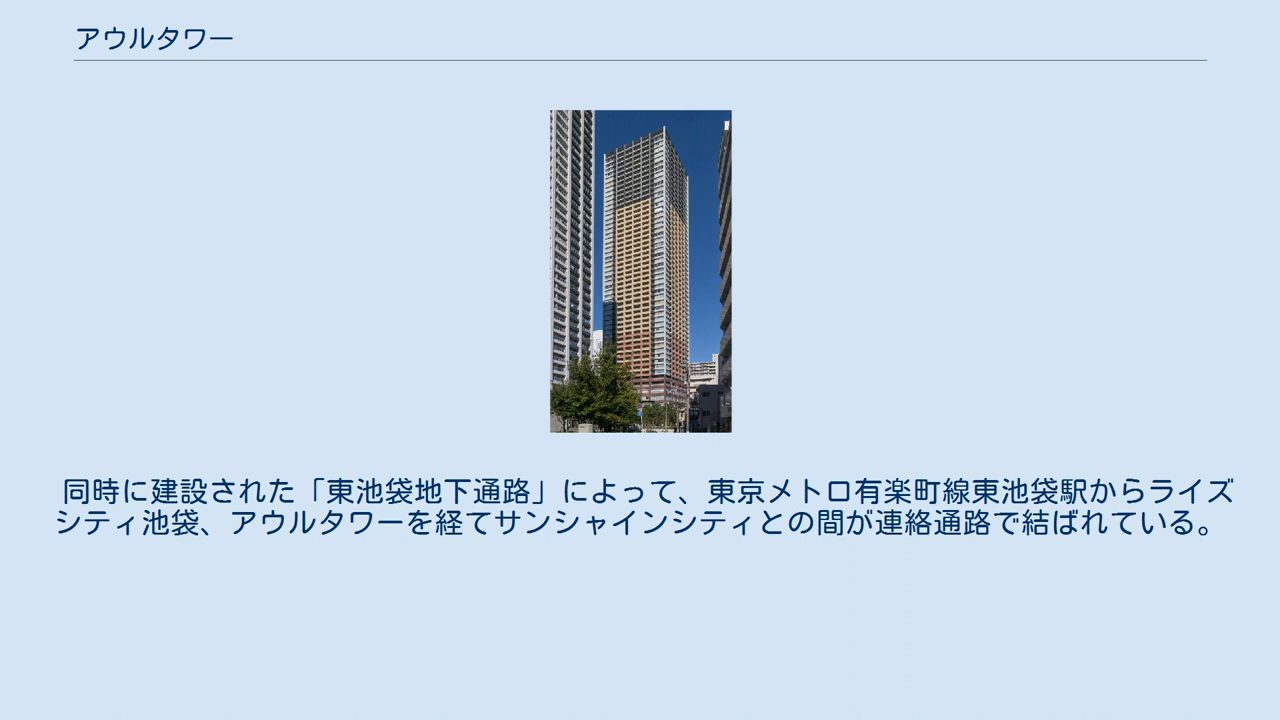 アウルタワー
同時に建設された「東池袋地下通路」によって、東京メトロ有楽町線東池袋駅からライズ
シティ池袋、アウルタワーを経てサンシャインシティとの間が連絡通路で結ばれている。